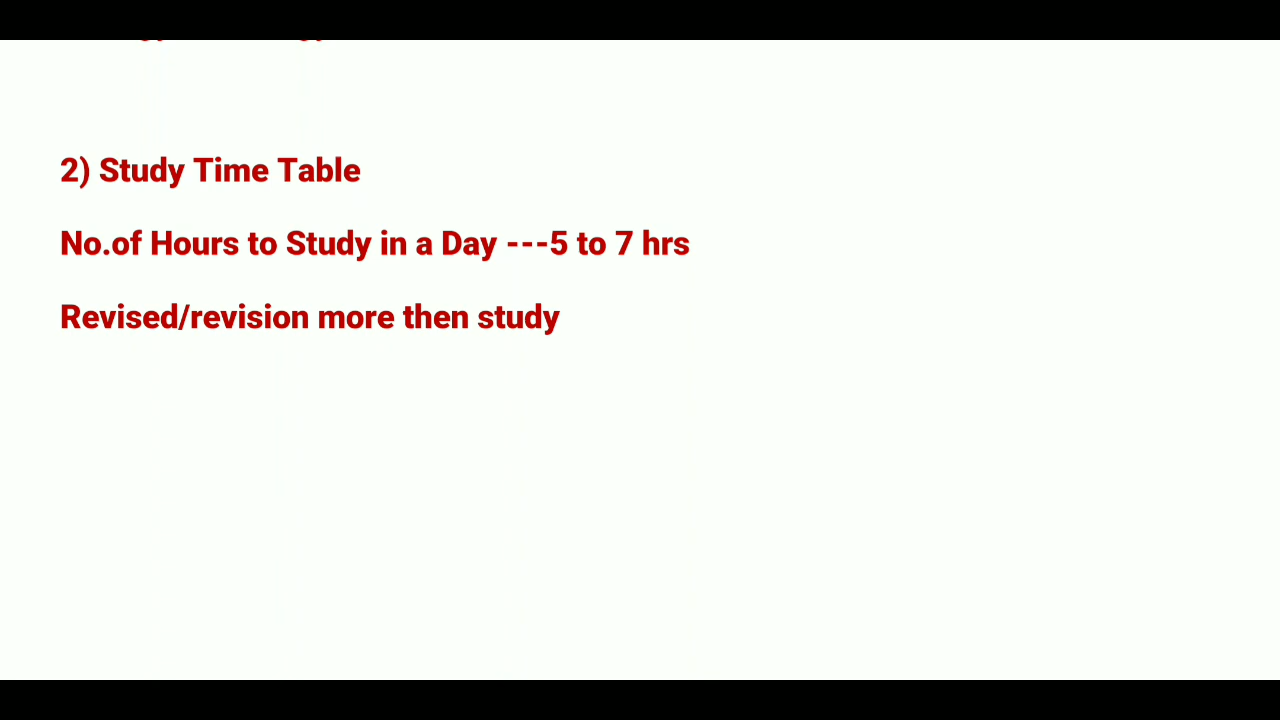 2) Study Time Table
No.of Hours to Study in a Day ---5 to 7 hrs
Revised/revision more then study